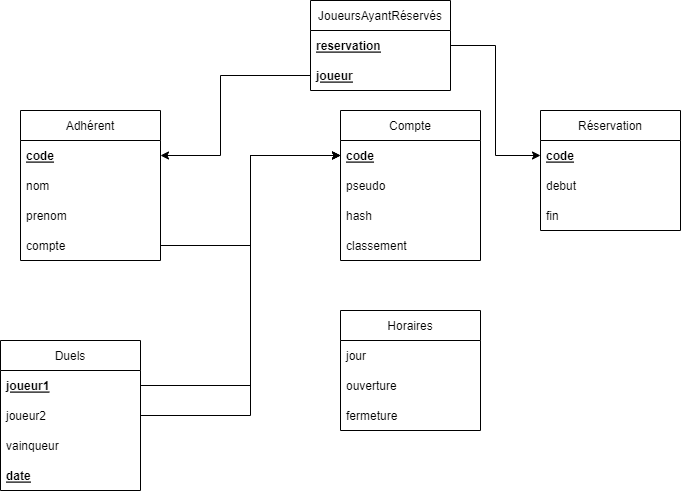 JoueursAyantRéservés
reservation
joueur
Adhérent
code
nom
prenom
compte
Compte
code
pseudo
hash
classement
Réservation
code
debut
fin
Duels
joueur1
joueur2
vainqueur
date
Horaires
jour
ouverture
fermeture